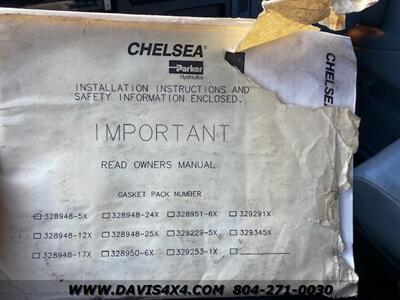 CHELSEA®
Parker
Hydraulics
INSTALLATION INSTRUCTIONS AND
SAFETY INFORMATION ENCLOSED.
IMPORTANT
READ OWNERS MANUAL
GASKET PACK NUMBER
328948-5X 328948-24X 328951-6X 329291X
328948-12X 328948-25X 329229-5X 329345X
328948-17X 328950-6X 329253-1X
CHELSEA
WWW.DAVIS4X4.COM 804-271-0030